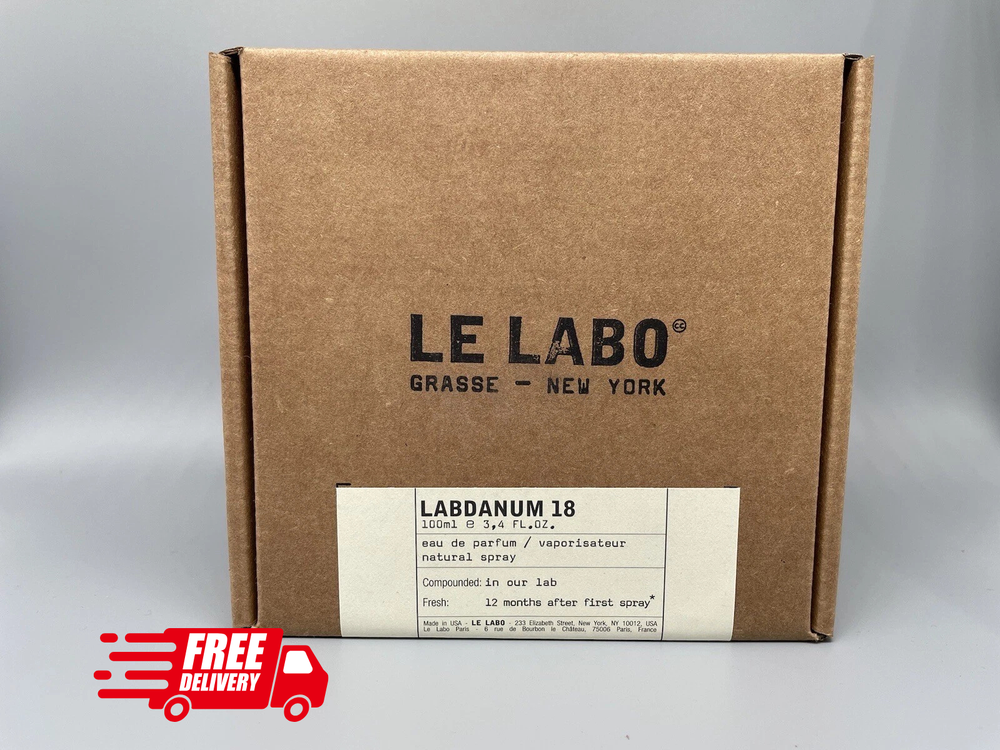 LE LABO
GRASSE - NEW YORK
LABDANUM 18
100ml e 3,4 FL.OZ.
eau de parfum / vaporisateur
natural spray
Compounded: in our lab
Fresh: 12 months after first spray*
Made in USA - LE LABO - 233 Elizabeth Street, New York, NY 10012, USA
Le Labo Paris - 6 rue de Bourbon le Château, 75006 Paris, France
FREE
DELIVERY